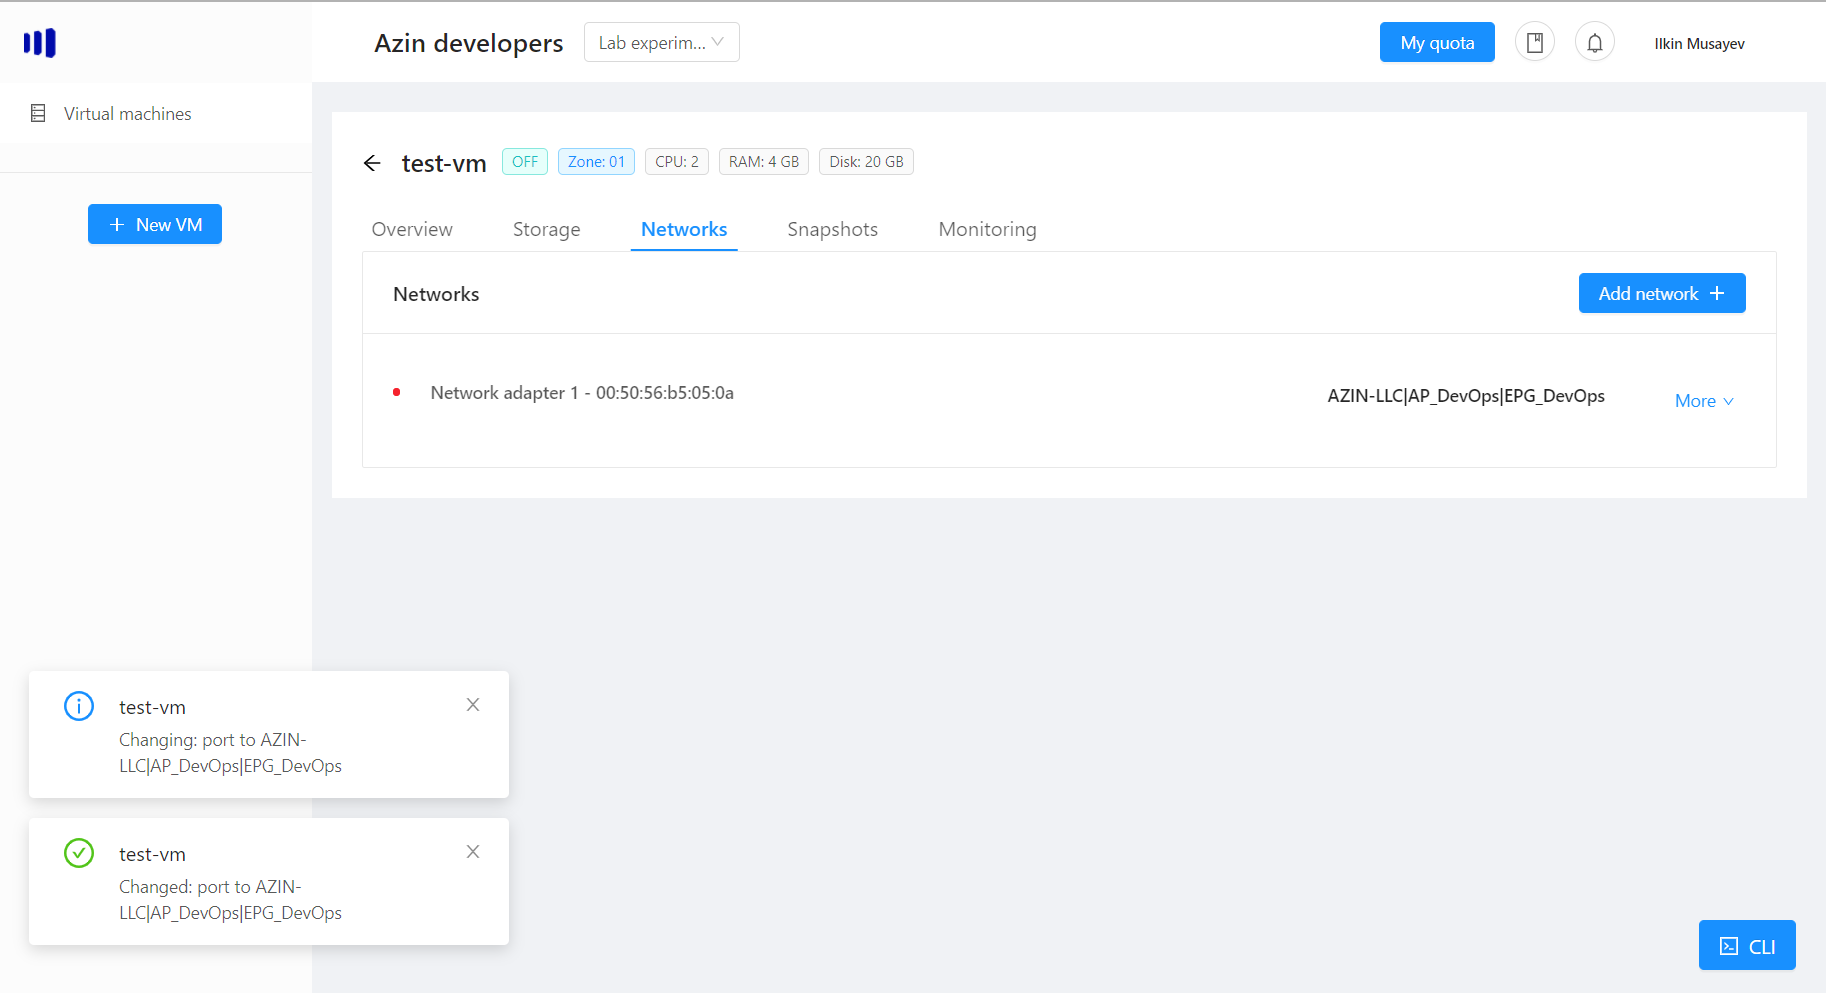 Azin developers
Lab experim...
My quota
Ilkin Musayev
Virtual machines
New VM
test-vm
OFF
Zone: 01
CPU: 2
RAM: 4 GB
Disk: 20 GB
Overview
Storage
Networks
Snapshots
Monitoring
Networks
Add network
Network adapter 1 - 00:50:56:b5:05:0a
AZIN-LLC|AP_DevOps|EPG_DevOps
More
test-vm
Changing: port to AZIN-
LLC|AP_DevOps|EPG_DevOps
test-vm
Changed: port to AZIN-
LLC|AP_DevOps|EPG_DevOps
CLI